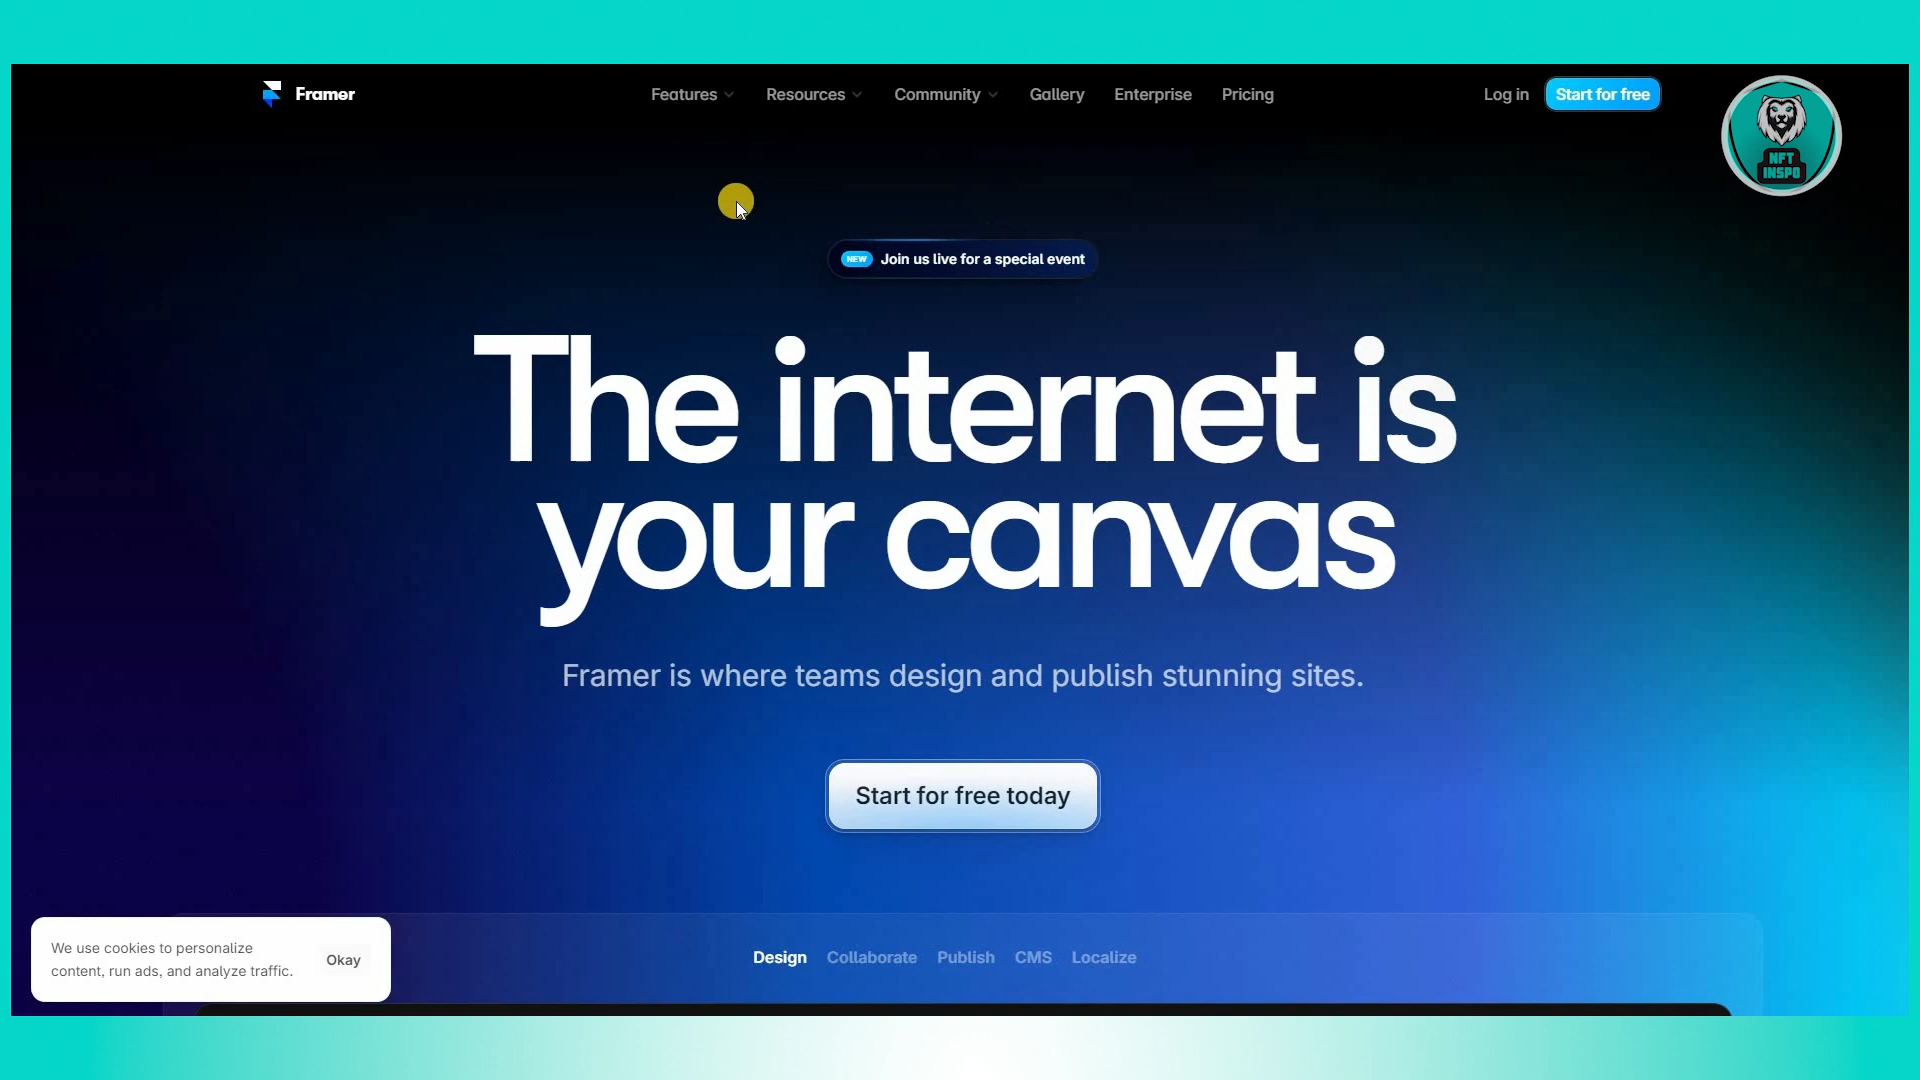 Framer
Features
Resources
Community
Gallery
Enterprise
Pricing
Log in
Start for free
NFT
INSPO
NEW Join us live for a special event
The internet is
your canvas
Framer is where teams design and publish stunning sites.
Start for free today
We use cookies to personalize
content, run ads, and analyze traffic.
Okay
Design
Collaborate
Publish
CMS
Localize